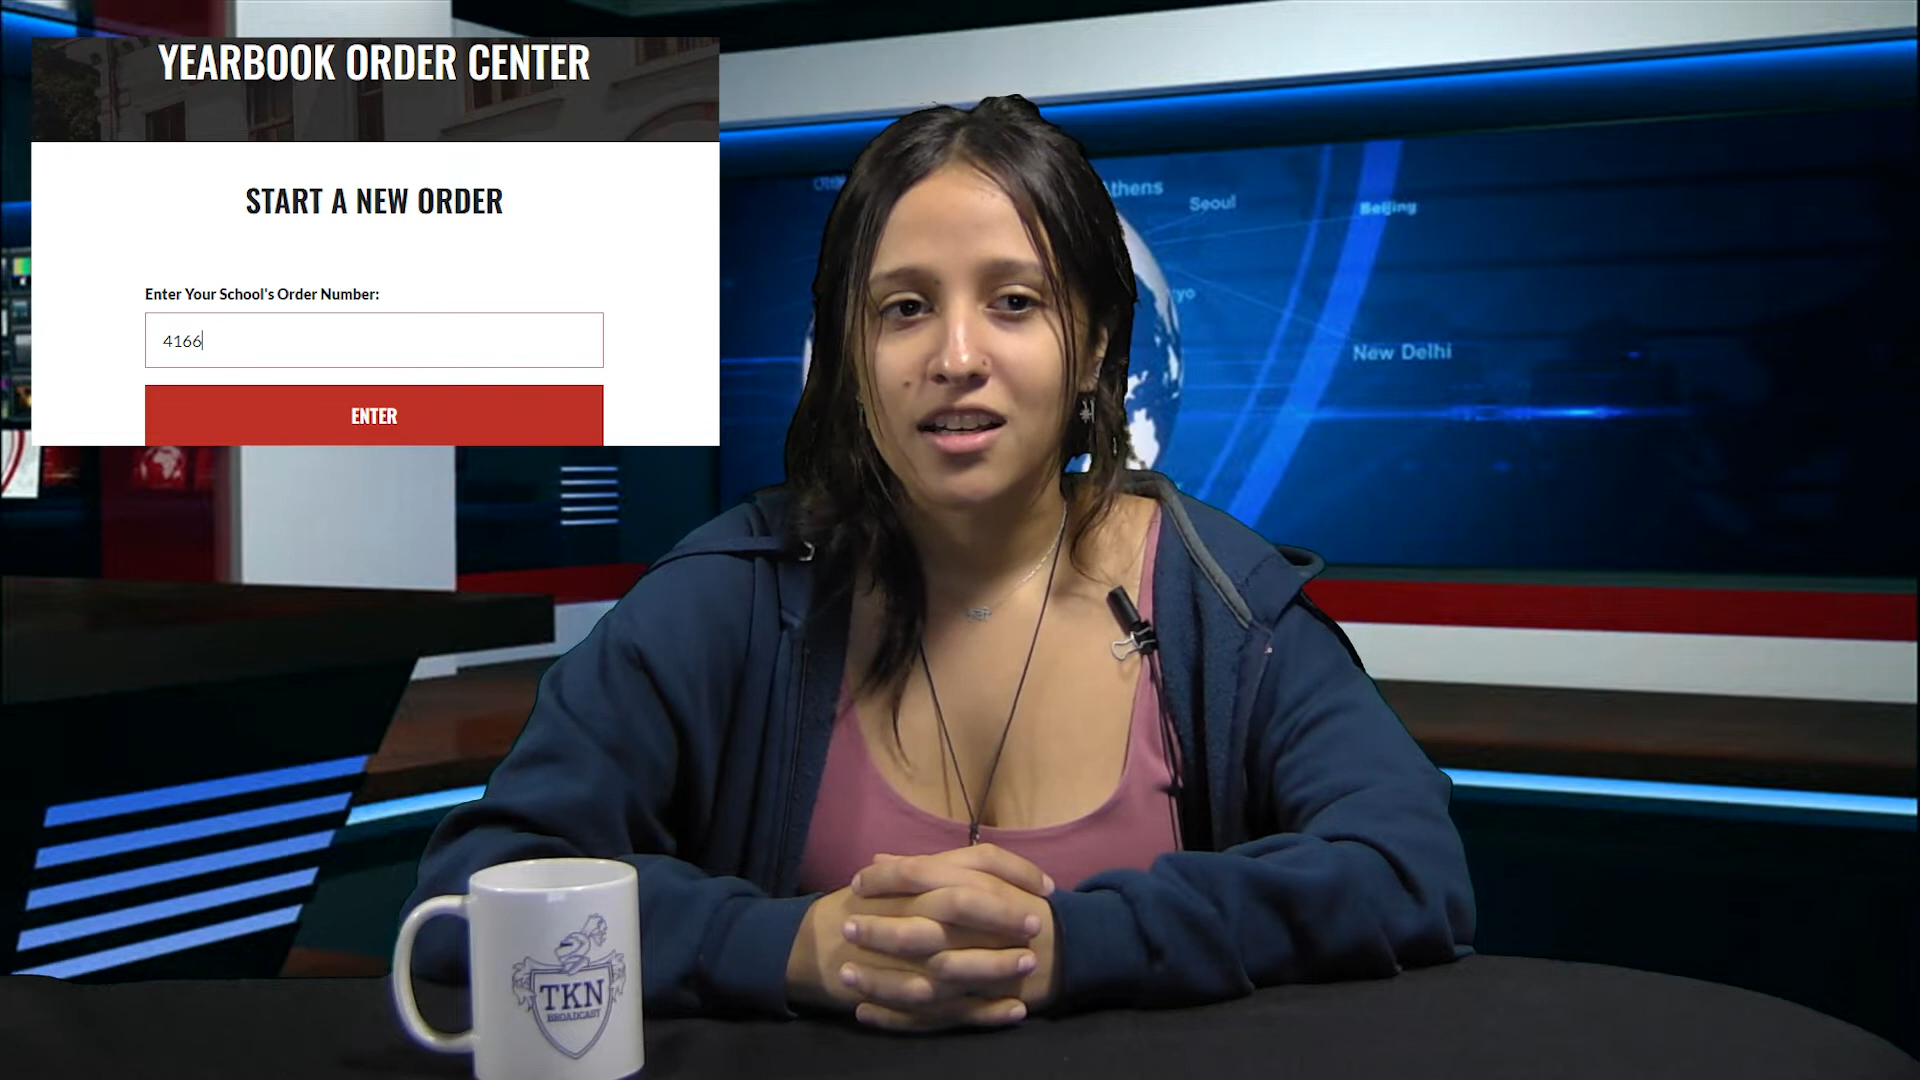 YEARBOOK ORDER CENTER
START A NEW ORDER
Enter Your School's Order Number:
4166
ENTER
Athens
Seoul
Beijing
New Delhi
TKN
BROADCAST